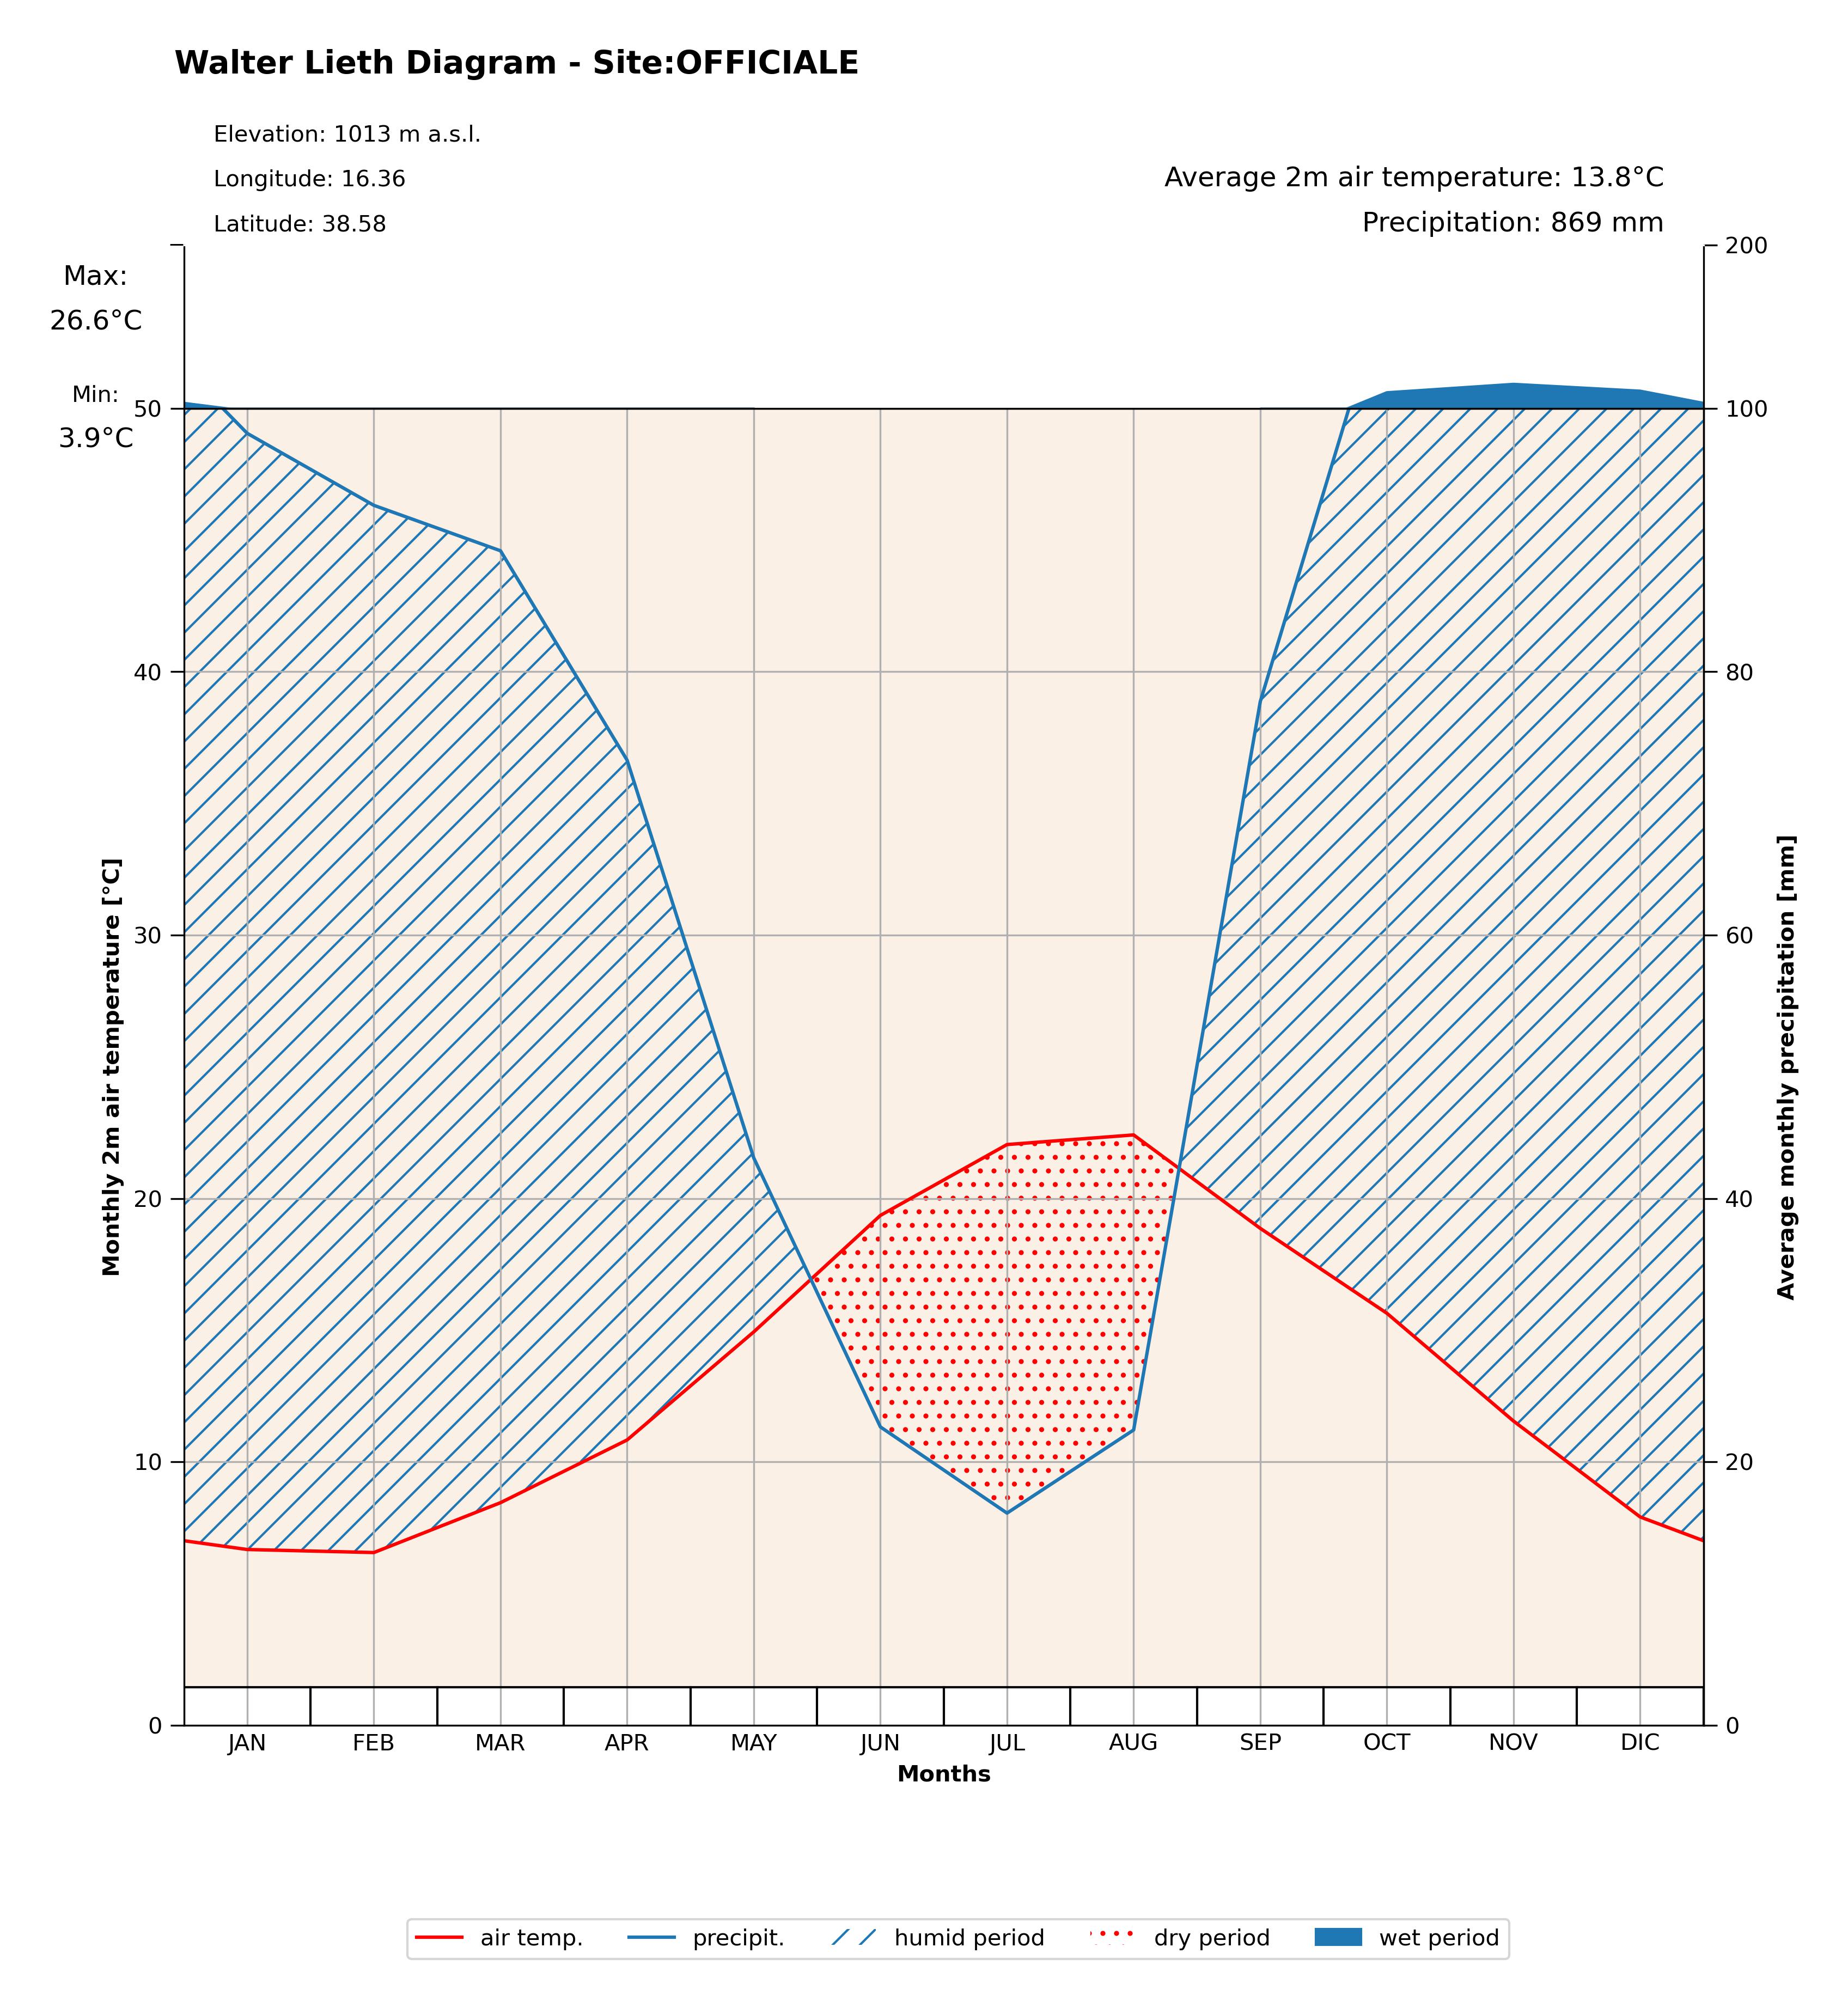 Walter Lieth Diagram - Site:OFFICIALE
Elevation: 1013 m a.s.l.
Longitude: 16.36
Latitude: 38.58
Average 2m air temperature: 13.8°C
Precipitation: 869 mm
Max:
26.6°C
Min:
3.9°C
50
40
30
20
10
0
Monthly 2m air temperature [°C]
200
100
80
60
40
20
0
Average monthly precipitation [mm]
JAN FEB MAR APR MAY JUN JUL AUG SEP OCT NOV DIC
Months
air temp. precipit. humid period dry period wet period